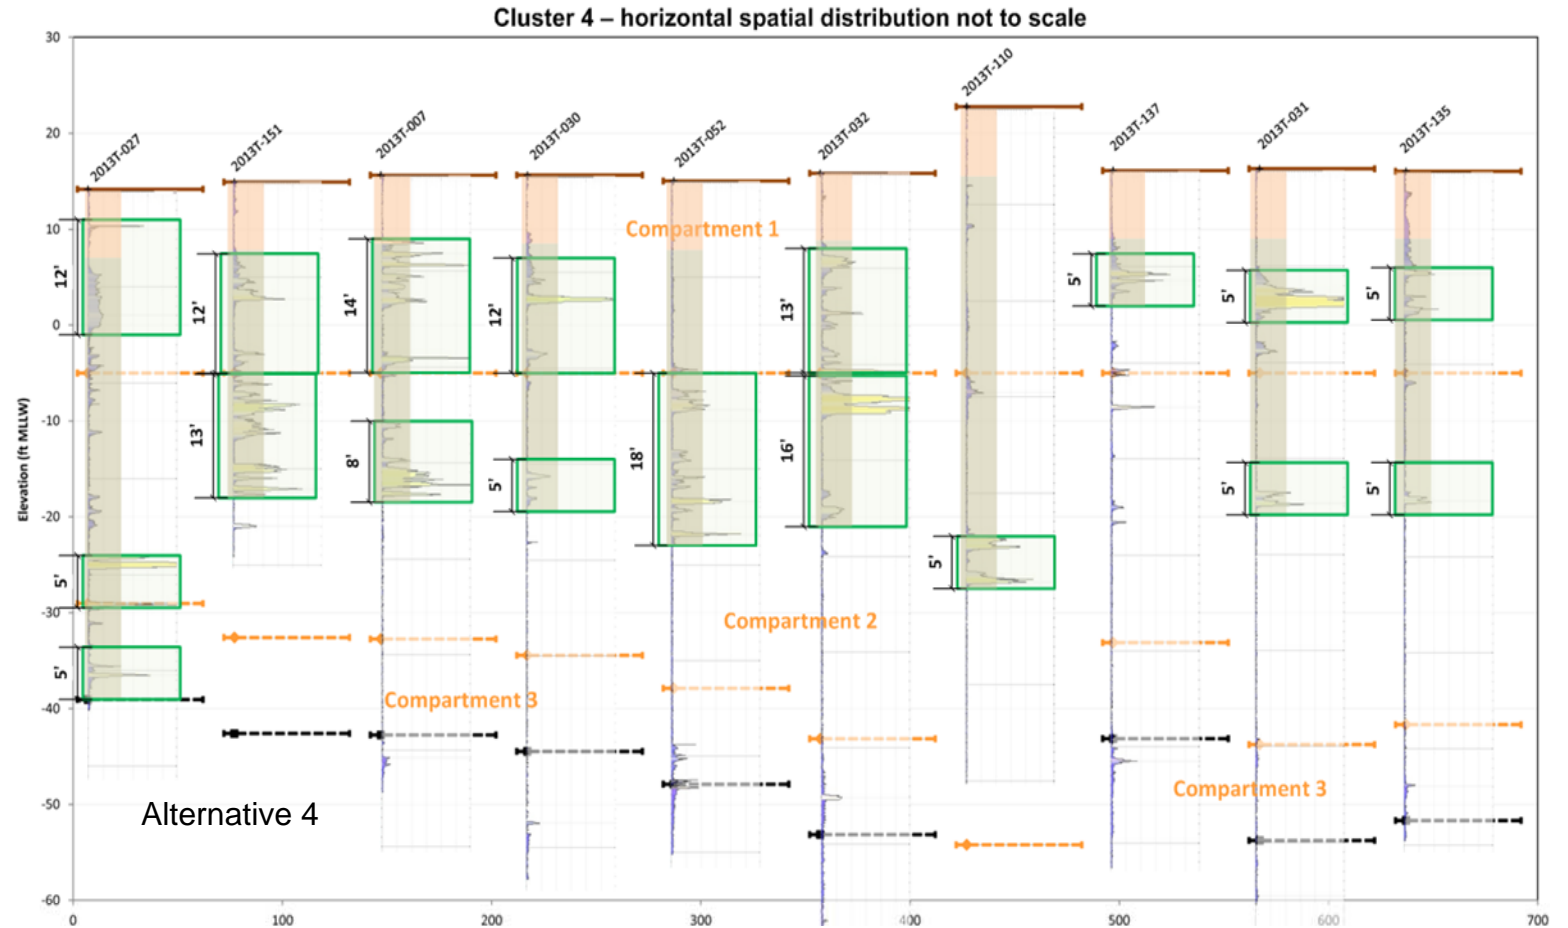 Cluster 4 – horizontal spatial distribution not to scale
30
20
10
0
-10
-20
-30
-40
-50
-60
Elevation (ft MLLW)
2013T-027
2013T-151
2013T-007
2013T-030
2013T-052
2013T-032
2013T-110
2013T-137
2013T-031
2013T-135
Compartment 1
12'
12'
14'
12'
13'
5'
5'
5'
13'
8'
5'
18'
16'
5'
5'
5'
5'
5'
Compartment 2
Compartment 3
Compartment 3
Alternative 4
0
100
200
300
400
500
600
700